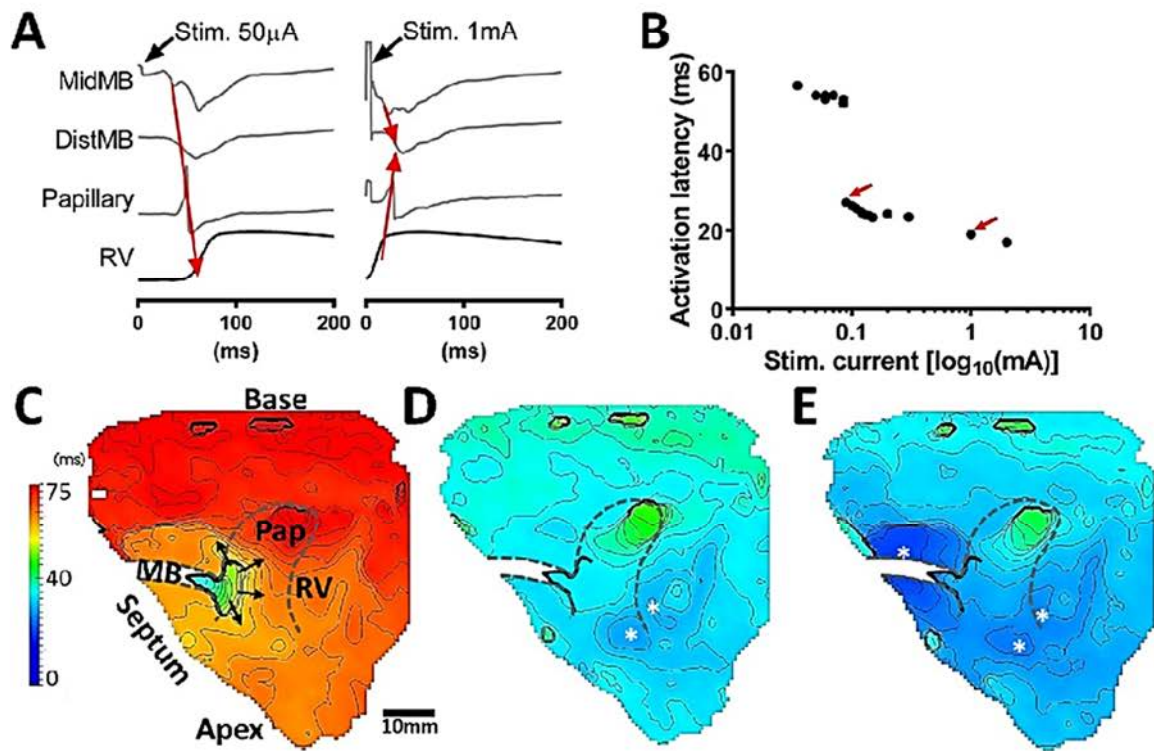 A
Stim. 50μA
Stim. 1mA
MidMB
DistMB
Papillary
RV
0 100 200
(ms)
0 100 200
(ms)
B
Activation latency (ms)
60
40
20
0
0.01 0.1 1 10
Stim. current [log10(mA)]
C
Base
(ms)
75
40
0
Pap
MB
RV
Septum
Apex
10mm
D
*
*
E
*
*
*